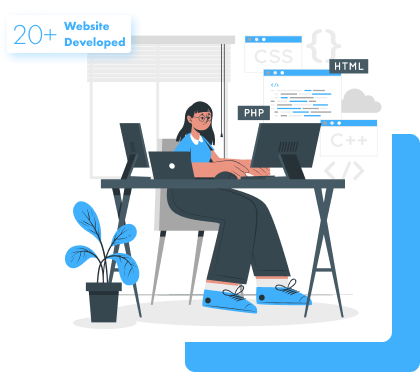 20+ Website
Developed
CSS
{}
HTML
</>
PHP
C++
</>